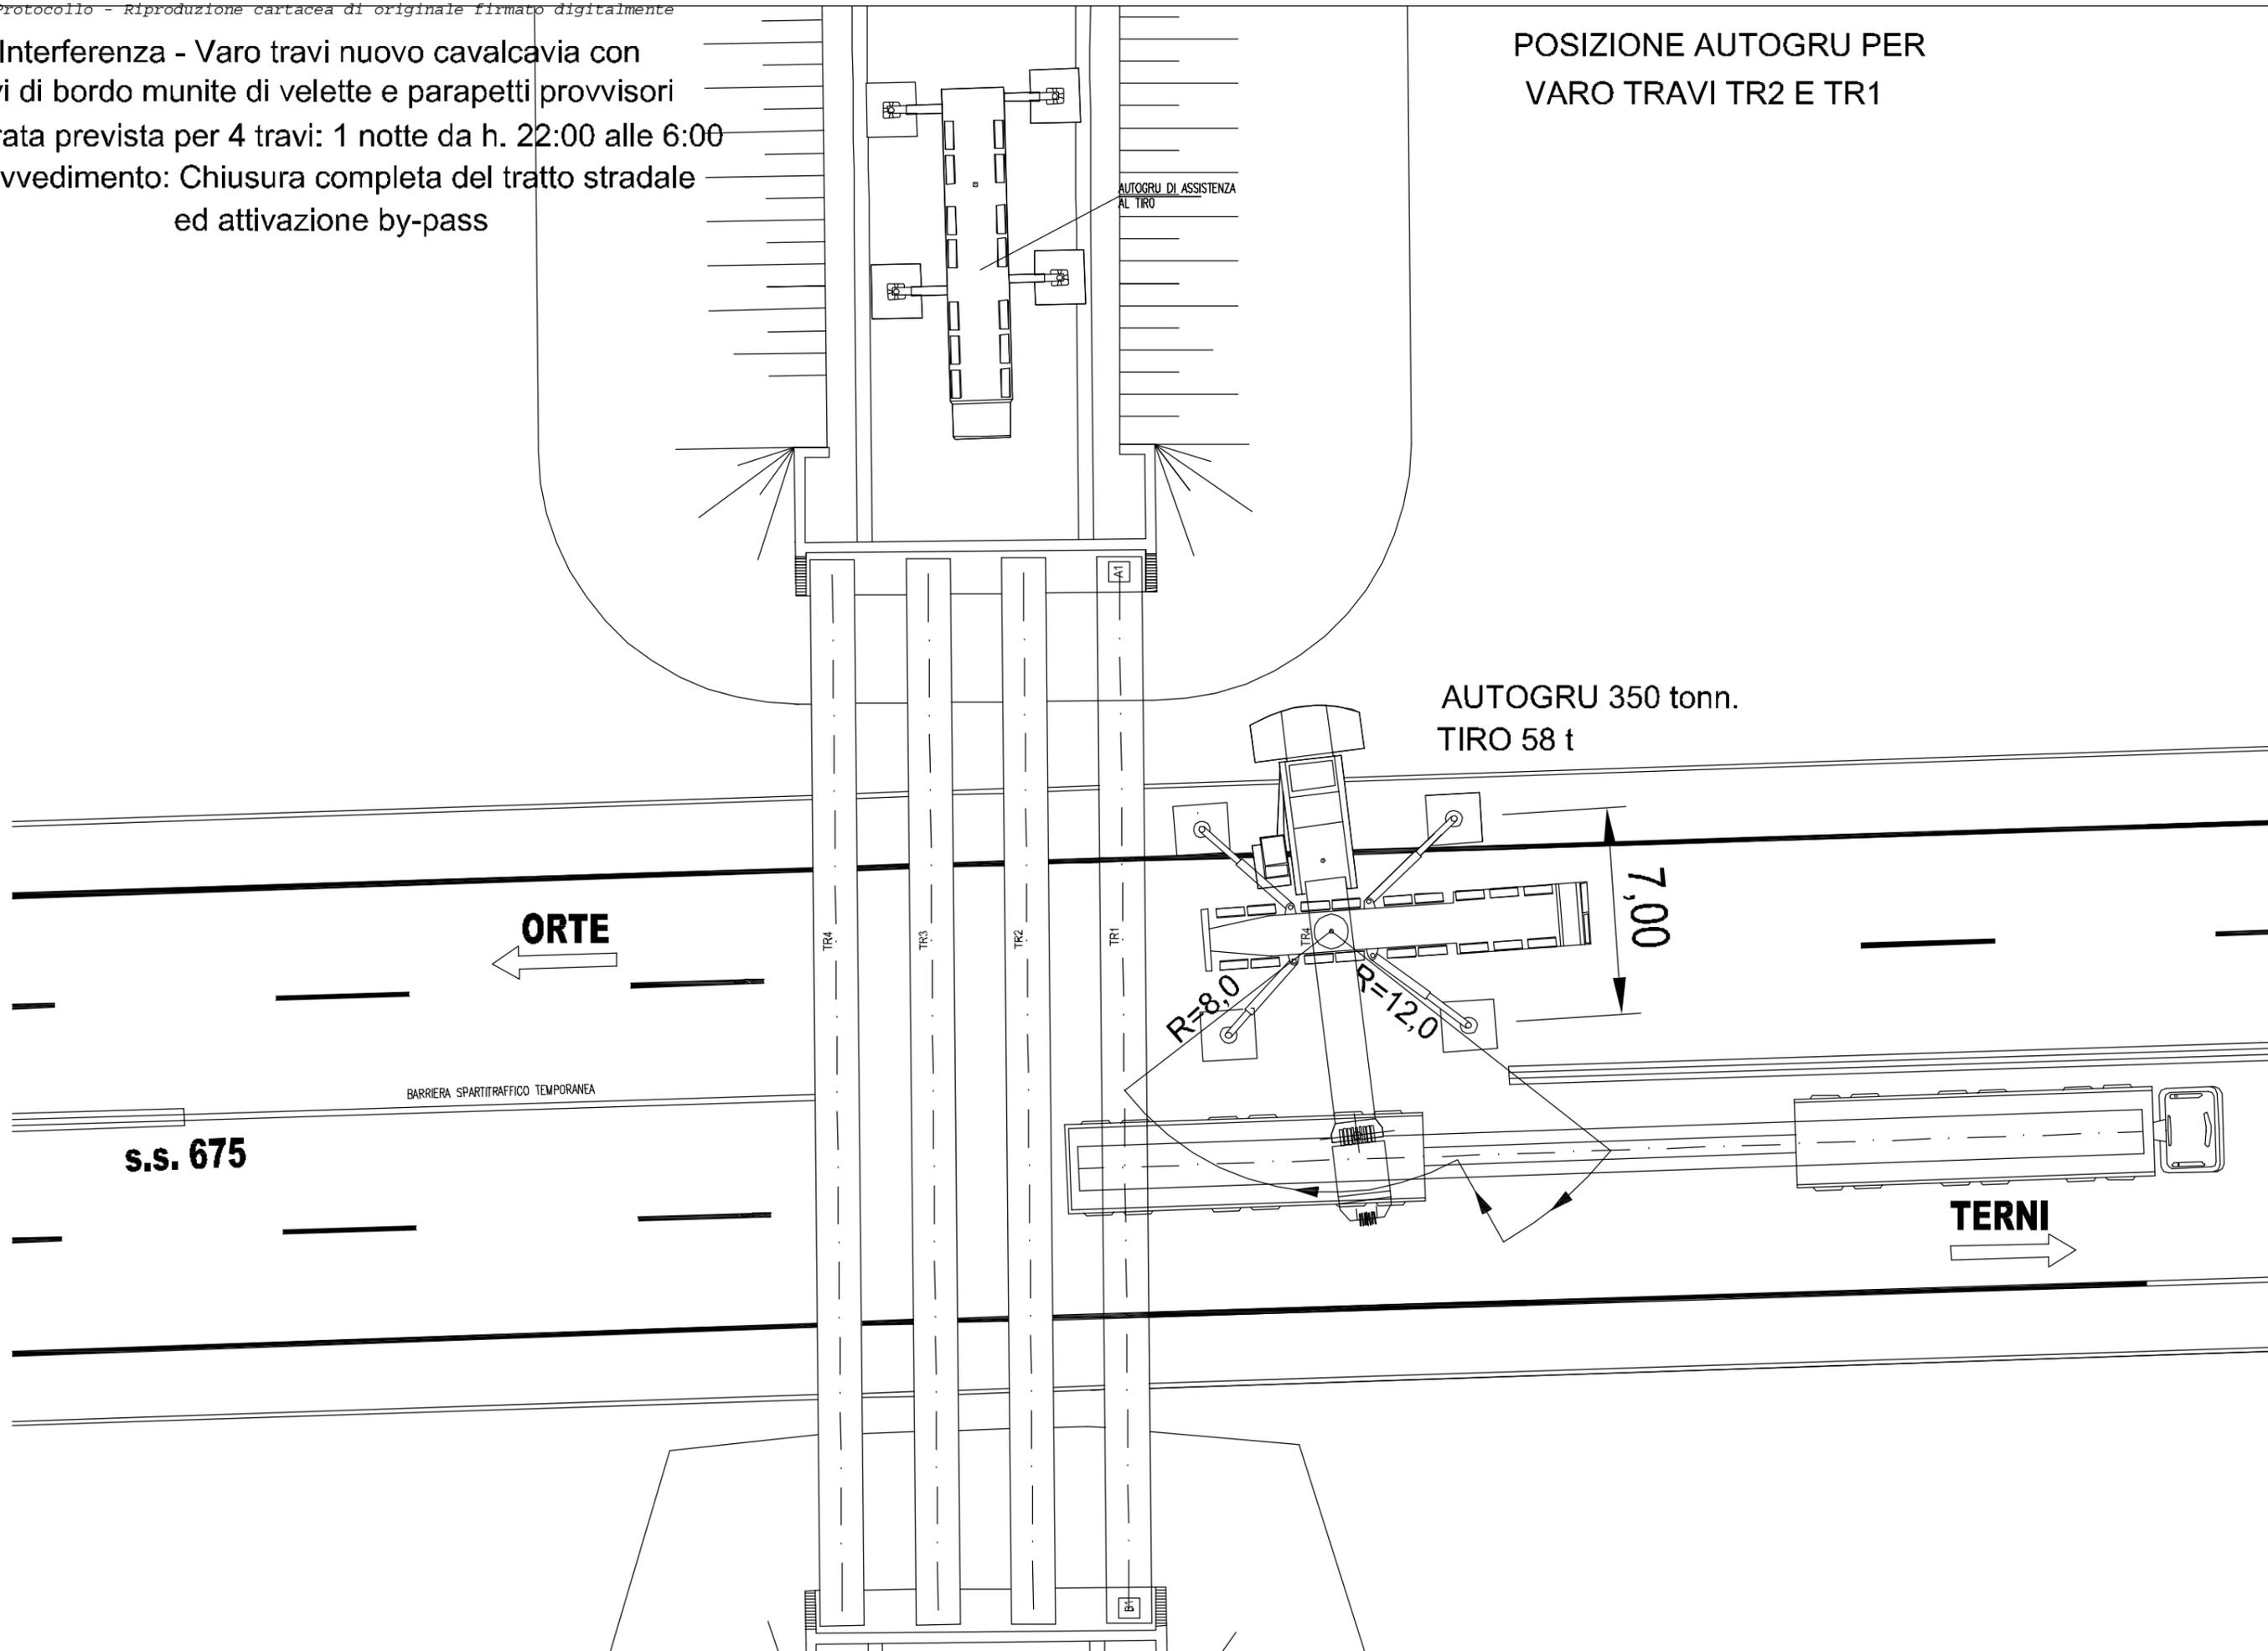 Protocollo - Riproduzione cartacea di originale firmato digitalmente
Interferenza - Varo travi nuovo cavalcavia con
di bordo munite di velette e parapetti provvisori
prevista per 4 travi: 1 notte da h. 22:00 alle 6:00
Chiusura completa del tratto stradale
ed attivazione by-pass
POSIZIONE AUTOGRU PER
VARO TRAVI TR2 E TR1
AUTOGRU DI ASSISTENZA
AL TIRO
A1
AUTOGRU 350 tonn.
TIRO 58 t
7,00
ORTE
TR4
TR3
TR2
TR1
TR4
R=8,0
R=12,0
BARRIERA SPARTITRAFFICO TEMPORANEA
s.s. 675
TERNI
B1